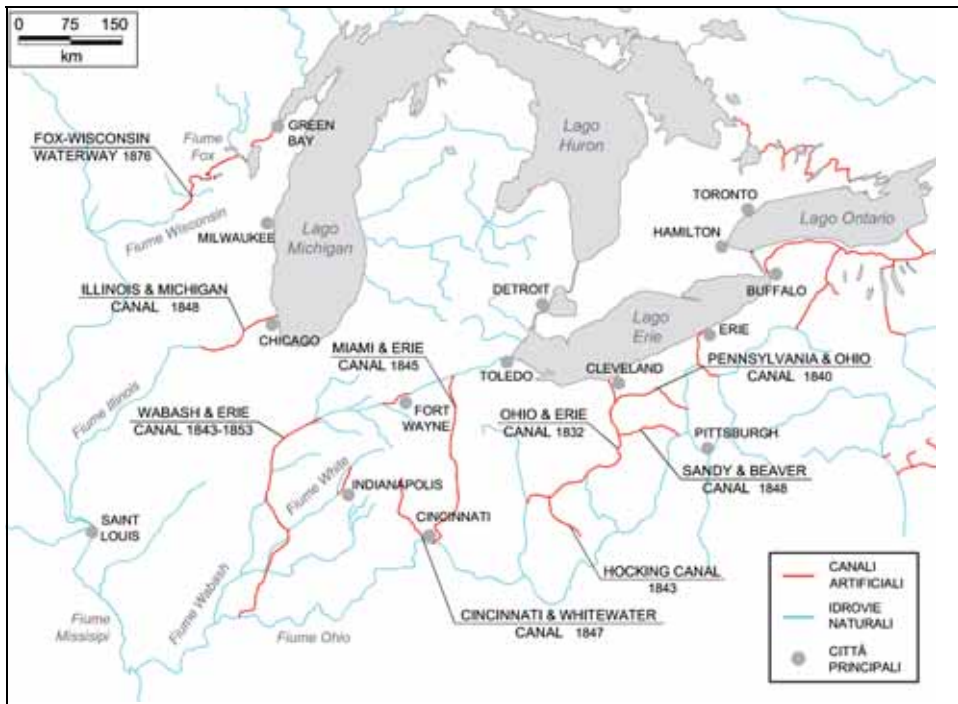 0 75 150
km
FOX-WISCONSIN
WATERWAY 1876
Fiume
Fox
GREEN
BAY
Lago
Huron
TORONTO
Lago Ontario
HAMILTON
Fiume Wisconsin
MILWAUKEE
Lago
Michigan
ILLINOIS & MICHIGAN
CANAL 1848
DETROIT
BUFFALO
Lago
Erie
ERIE
CHICAGO
MIAMI & ERIE
CANAL 1845
TOLEDO
CLEVELAND
PENNSYLVANIA & OHIO
CANAL 1840
Fiume Illinois
WABASH & ERIE
CANAL 1843-1853
FORT
WAYNE
OHIO & ERIE
CANAL 1832
PITTSBURGH
SANDY & BEAVER
CANAL 1848
Fiume White
INDIANAPOLIS
SAINT
LOUIS
CINCINNATI
Fiume Wabash
HOCKING CANAL
1843
Fiume
Missisipi
Fiume Ohio
CINCINNATI & WHITEWATER
CANAL 1847
CANALI
ARTIFICIALI
IDROVIE
NATURALI
CITTÀ
PRINCIPALI